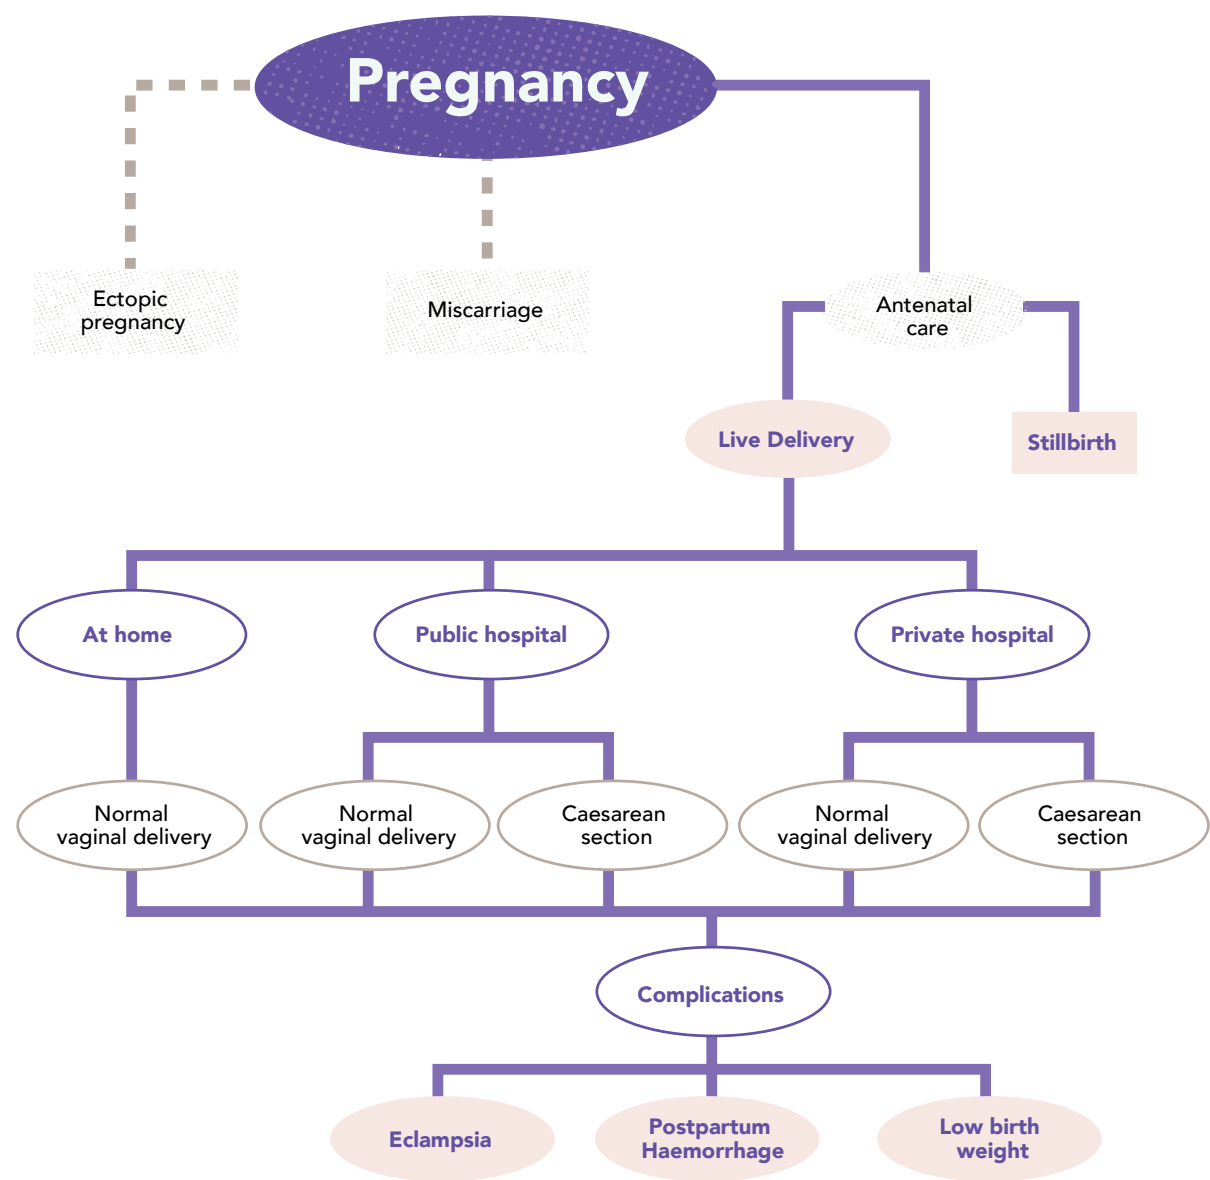 Pregnancy
Ectopic
pregnancy
Miscarriage
Antenatal
care
Live Delivery
Stillbirth
At home
Public hospital
Private hospital
Normal
vaginal delivery
Normal
vaginal delivery
Caesarean
section
Normal
vaginal delivery
Caesarean
section
Complications
Eclampsia
Postpartum
Haemorrhage
Low birth
weight